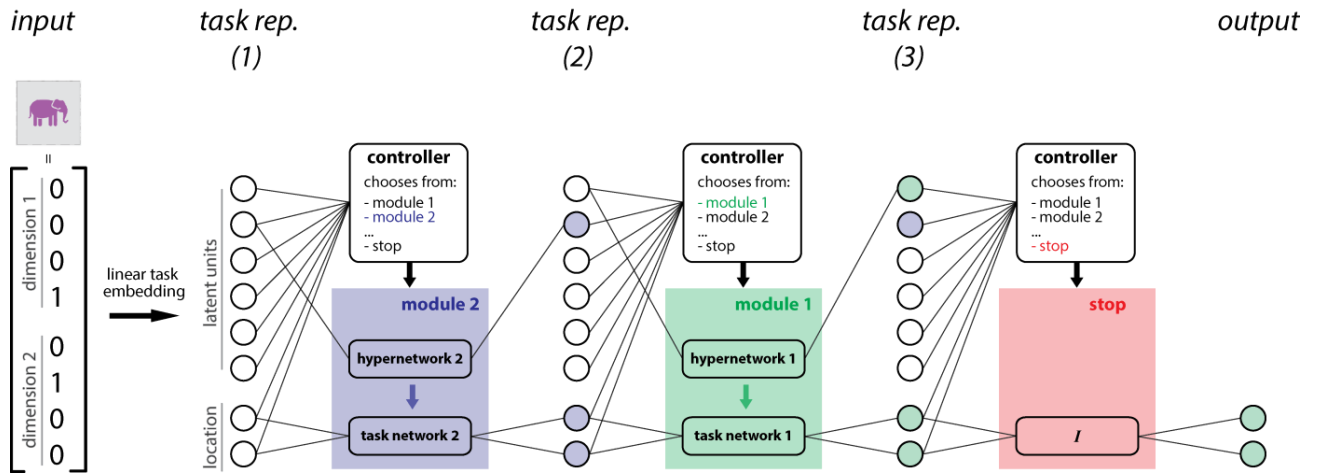 input
task rep.
(1)
task rep.
(2)
task rep.
(3)
output
=
dimension 1
0
0
0
1
dimension 2
0
1
0
0
linear task
embedding
latent units
location
controller
chooses from:
- module 1
- module 2
...
- stop
module 2
hypernetwork 2
task network 2
controller
chooses from:
- module 1
- module 2
...
- stop
module 1
hypernetwork 1
task network 1
controller
chooses from:
- module 1
- module 2
...
- stop
stop
I